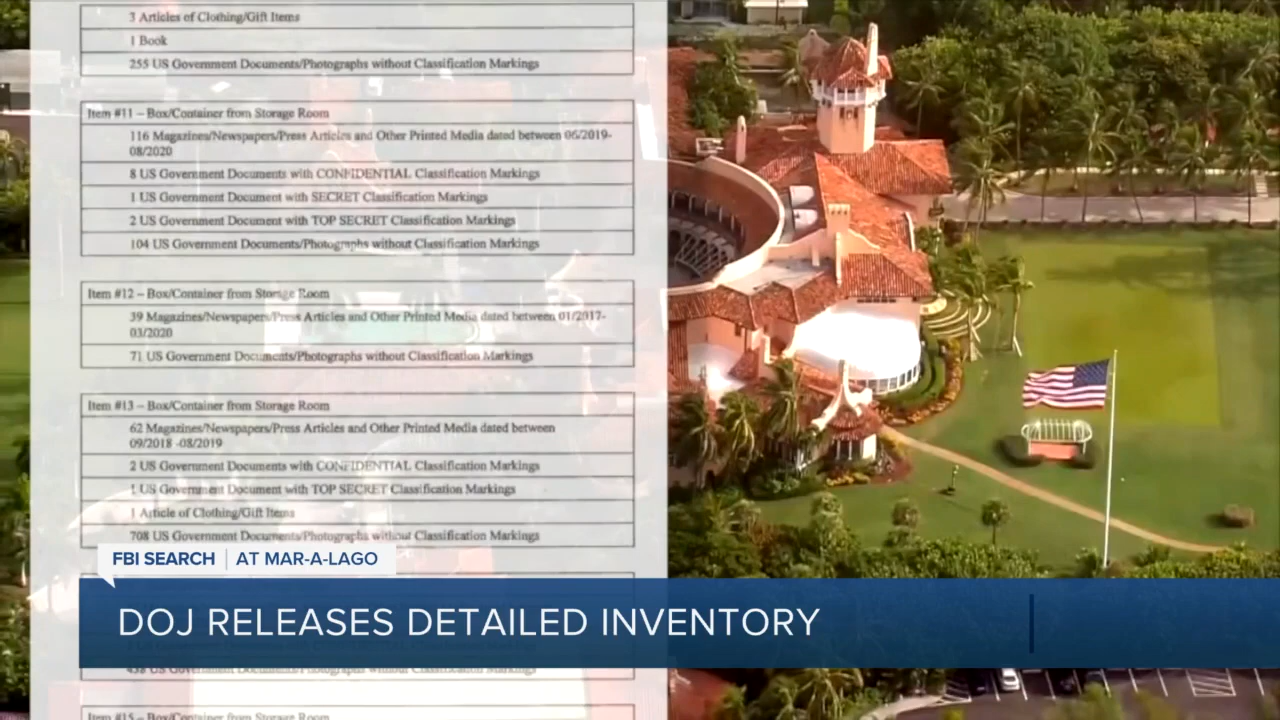 3 Articles of Clothing/Gift Items
1 Book
255 US Government Documents/Photographs without Classification Markings
Item #11 – Box/Container from Storage Room
116 Magazines/Newspapers/Press Articles and Other Printed Media dated between 06/2019-
08/2020
8 US Government Documents with CONFIDENTIAL Classification Markings
1 US Government Document with SECRET Classification Markings
2 US Government Document with TOP SECRET Classification Markings
104 US Government Documents/Photographs without Classification Markings
Item #12 – Box/Container from Storage Room
39 Magazines/Newspapers/Press Articles and Other Printed Media dated between 01/2017-
03/2020
71 US Government Documents/Photographs without Classification Markings
Item #13 – Box/Container from Storage Room
62 Magazines/Newspapers/Press Articles and Other Printed Media dated between
09/2018 -08/2019
2 US Government Documents with CONFIDENTIAL Classification Markings
1 US Government Document with TOP SECRET Classification Markings
1 Article of Clothing/Gift Items
708 US Government Documents/Photographs without Classification Markings
FBI SEARCH | AT MAR-A-LAGO
DOJ RELEASES DETAILED INVENTORY
US Government Documents/Photographs without Classification Markings
Item #15 – Box/Container from Storage Room